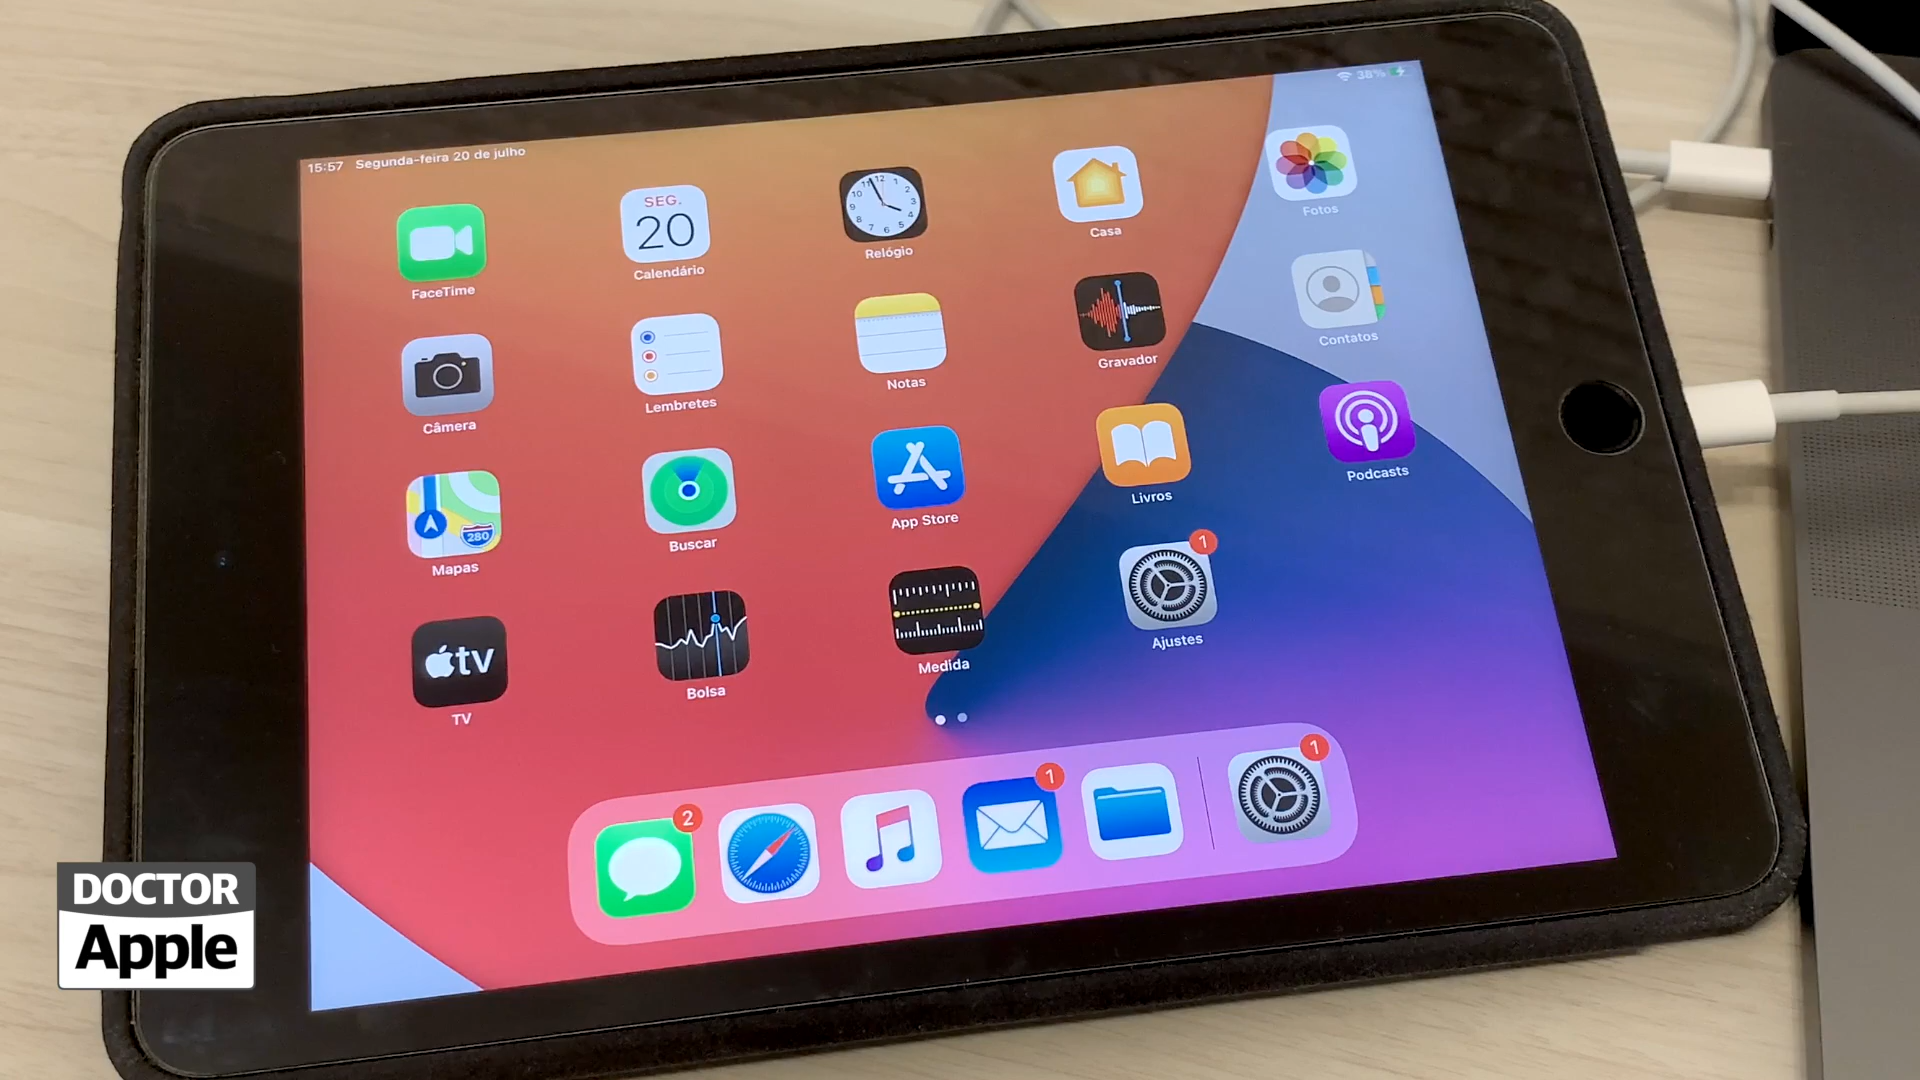 15:57 Segunda-feira 20 de julho
38%
FaceTime
SEG.
20
Calendário
Relógio
Casa
Fotos
Câmera
Lembretes
Notas
Gravador
Contatos
280
Mapas
Buscar
App Store
Livros
Podcasts
tv
TV
Bolsa
Medida
1
Ajustes
2
1
1
DOCTOR
Apple